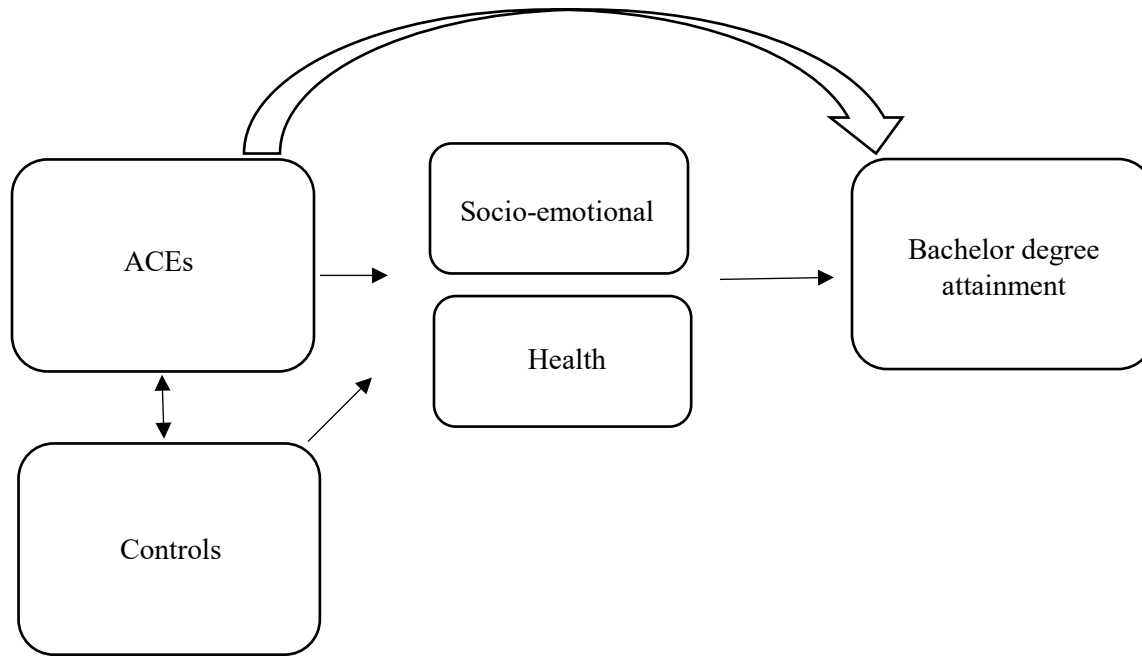 Socio-emotional
ACEs
Bachelor degree
attainment
Health
Controls